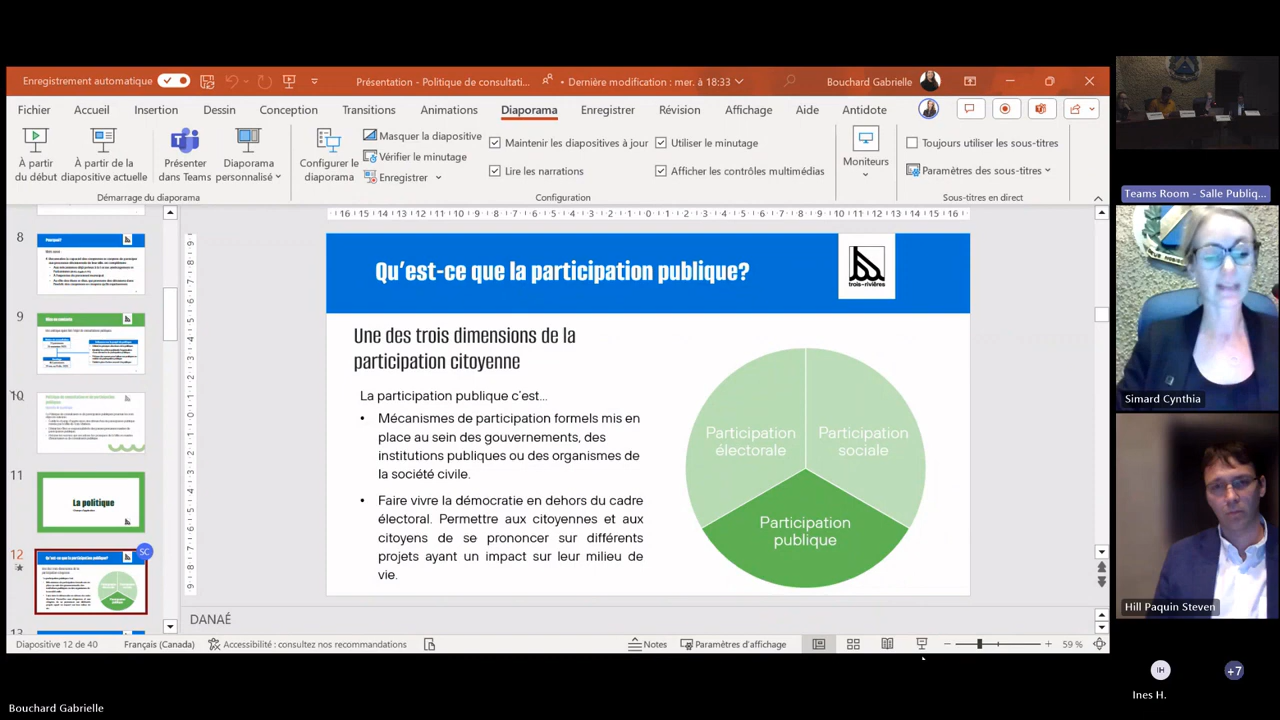 Enregistrement automatique
Présentation - Politique de consultati...
• Dernière modification : mer. à 18:33
Bouchard Gabrielle
Fichier Accueil Insertion Dessin Conception Transitions Animations Diaporama Enregistrer Révision Affichage Aide Antidote
À partir du début
À partir de la diapositive actuelle
Présenter dans Teams
Diaporama personnalisé
Configurer le diaporama
Masquer la diapositive
Vérifier le minutage
Enregistrer
Maintenir les diapositives à jour
Lire les narrations
Utiliser le minutage
Afficher les contrôles multimédias
Moniteurs
Toujours utiliser les sous-titres
Paramètres des sous-titres
Démarrage du diaporama
Configuration
Sous-titres en direct
8
Pourquoi?
9
10
11
La politique
12
SC
13
Qu'est-ce que la participation publique?
trois-rivières
Une des trois dimensions de la
participation citoyenne
La participation publique c'est...
• Mécanismes de participation formels mis en
place au sein des gouvernements, des
institutions publiques ou des organismes de
la société civile.
• Faire vivre la démocratie en dehors du cadre
électoral. Permettre aux citoyennes et aux
citoyens de se prononcer sur différents
projets ayant un impact sur leur milieu de
vie.
Participation
électorale
Participation
sociale
Participation
publique
DANAÉ
Diapositive 12 de 40
Français (Canada)
Accessibilité : consultez nos recommandations
Notes
Paramètres d'affichage
59 %
Teams Room - Salle Publiq...
Simard Cynthia
Hill Paquin Steven
IH
+7
Ines H.
Bouchard Gabrielle